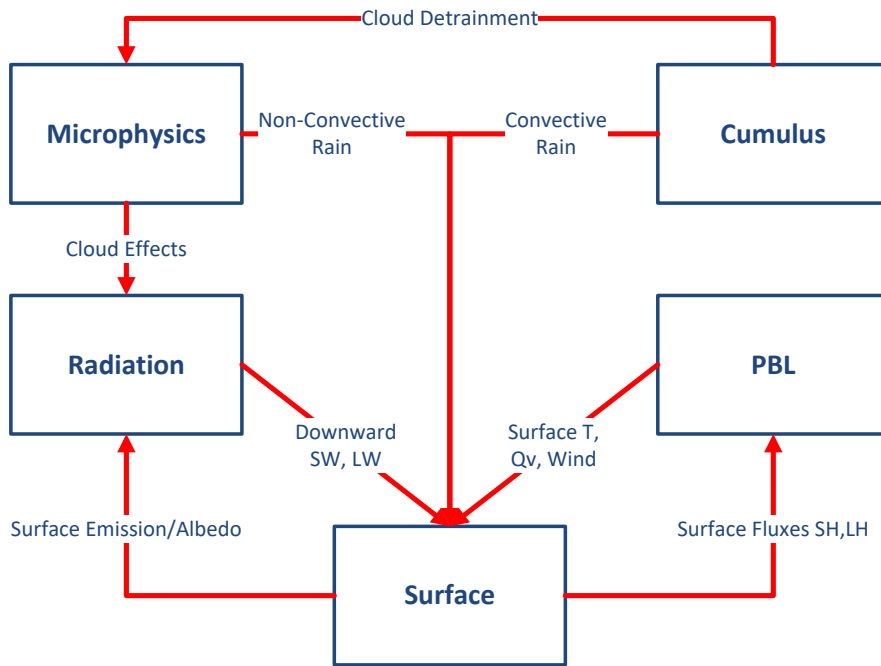 Cloud Detrainment
Microphysics
Non-Convective
Rain
Convective
Rain
Cumulus
Cloud Effects
Radiation
PBL
Downward
SW, LW
Surface T,
Qv, Wind
Surface Emission/Albedo
Surface Fluxes SH,LH
Surface